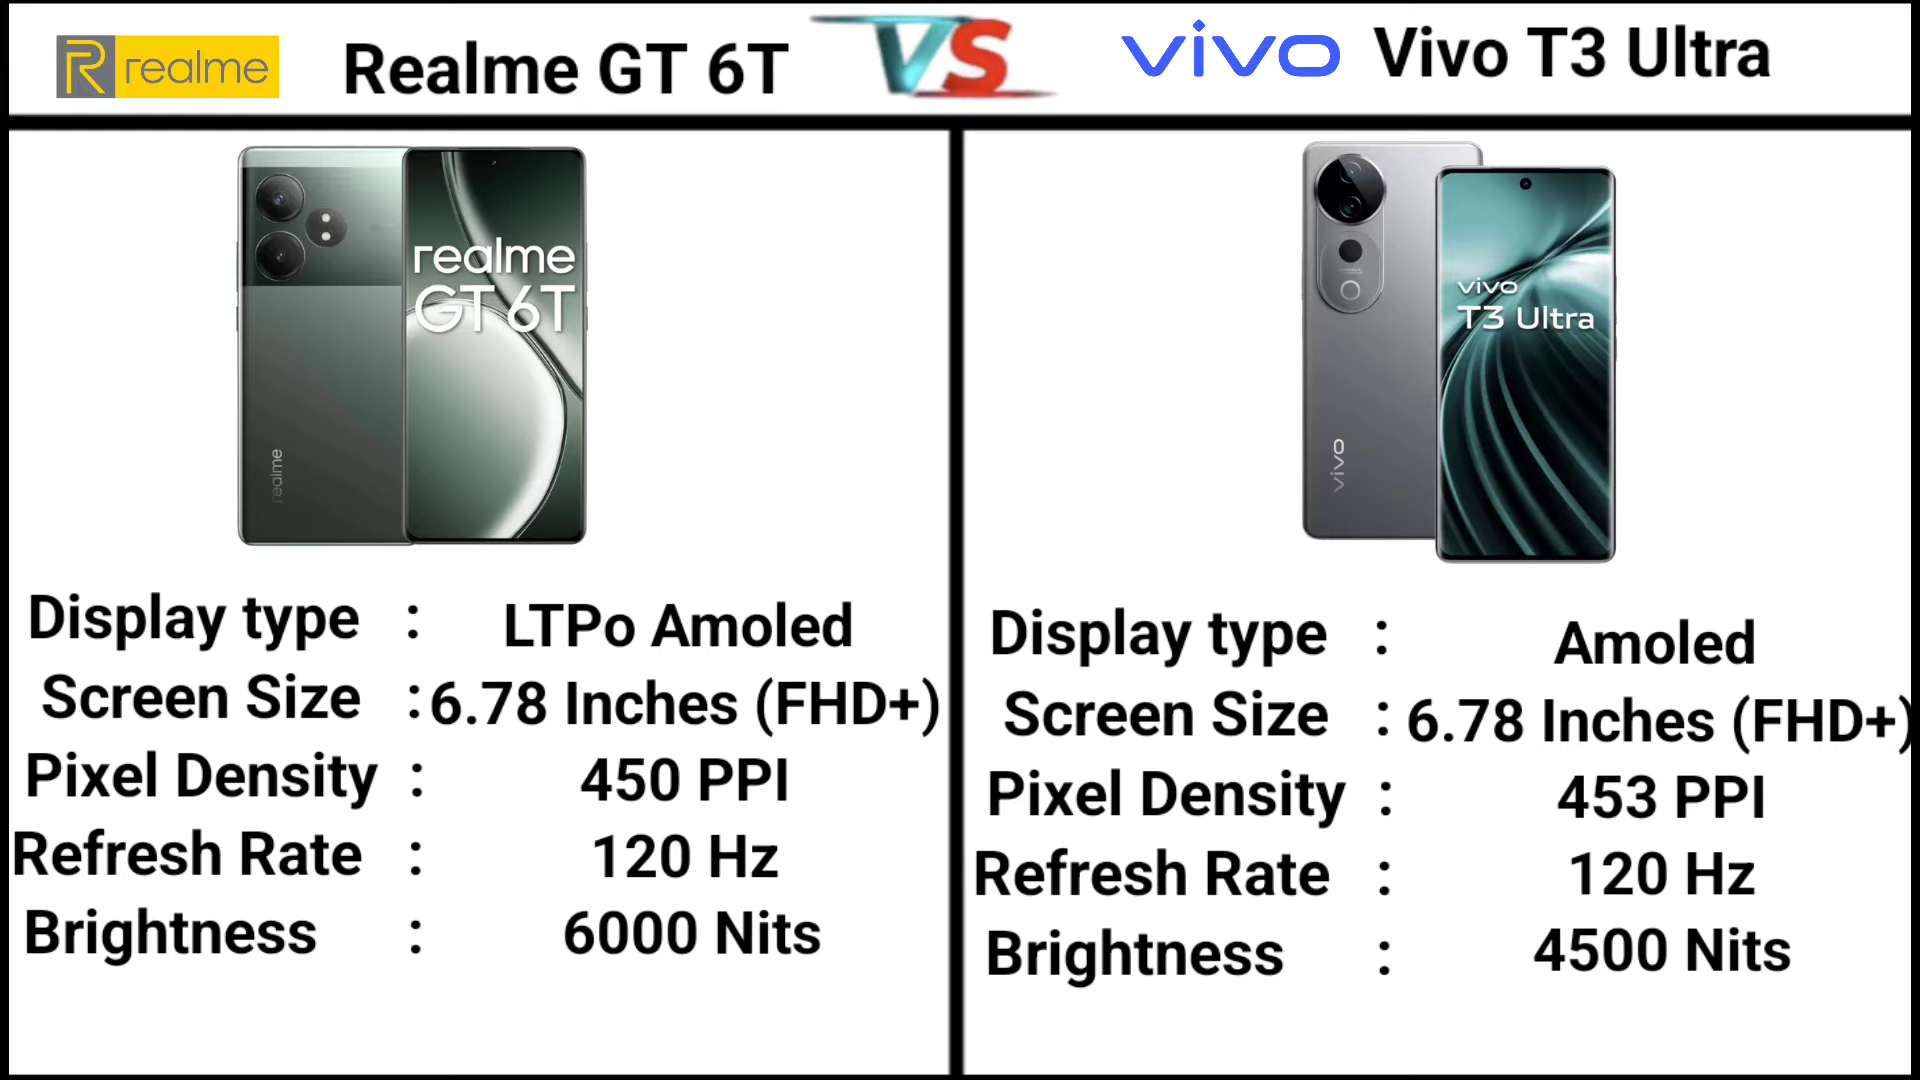 realme
Realme GT 6T
VS
vivo
Vivo T3 Ultra
realme
GT 6T
realme
vivo
T3 Ultra
vivo
Display type : LTPo Amoled
Screen Size : 6.78 Inches (FHD+)
Pixel Density : 450 PPI
Refresh Rate : 120 Hz
Brightness : 6000 Nits
Display type : Amoled
Screen Size : 6.78 Inches (FHD+)
Pixel Density : 453 PPI
Refresh Rate : 120 Hz
Brightness : 4500 Nits